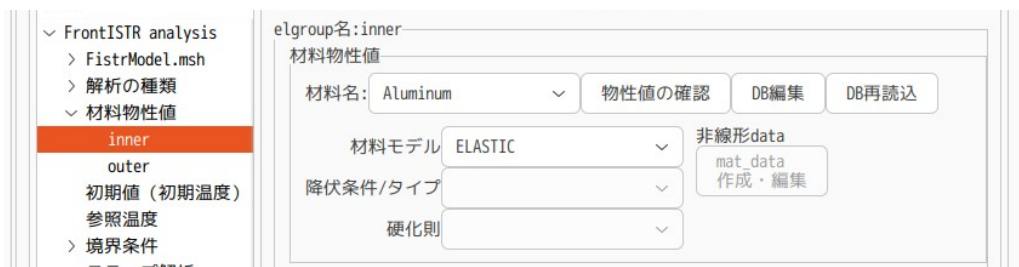 FrontISTR analysis
FistrModel.msh
解析の種類
材料物性値
inner
outer
初期値（初期温度）
参照温度
境界条件
elgroup名:inner
材料物性値
材料名: Aluminum 物性値の確認 DB編集 DB再読込
材料モデル ELASTIC
降伏条件/タイプ
硬化則
非線形data
mat_data
作成・編集